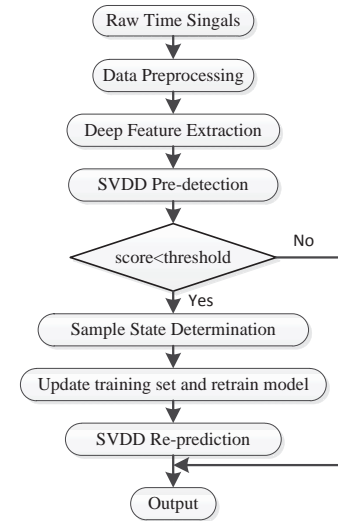 Raw Time Singals
Data Preprocessing
Deep Feature Extraction
SVDD Pre-detection
score<threshold
No
Yes
Sample State Determination
Update training set and retrain model
SVDD Re-prediction
Output